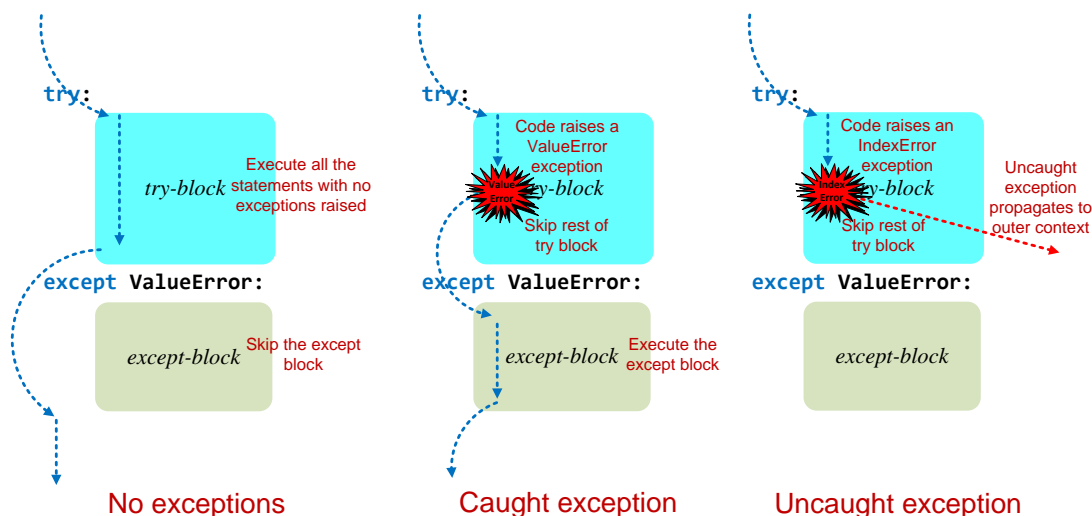 try:
try-block
Execute all the
statements with no
exceptions raised
except ValueError:
except-block
Skip the except
block
No exceptions
try:
Code raises a
ValueError
exception
Value
Error
y-block
Skip rest of
try block
except ValueError:
except-block
Execute the
except block
Caught exception
try:
Code raises an
IndexError
exception
Index
Error
y-block
Skip rest of
try block
Uncaught
exception
propagates to
outer context
except ValueError:
except-block
Uncaught exception